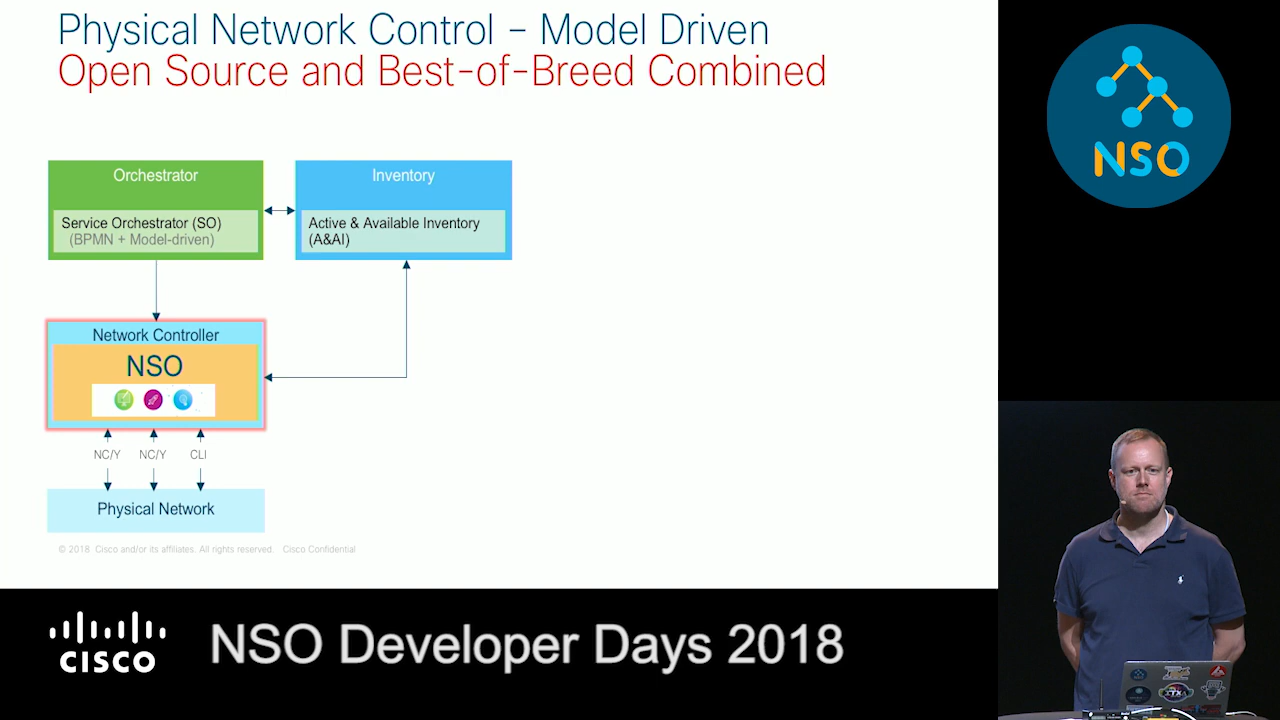 Physical Network Control – Model Driven
Open Source and Best-of-Breed Combined
Orchestrator
Service Orchestrator (SO)
(BPMN + Model-driven)
Inventory
Active & Available Inventory
(A&AI)
Network Controller
NSO
NC/Y
NC/Y
CLI
Physical Network
© 2018 Cisco and/or its affiliates. All rights reserved. Cisco Confidential
NSO
CISCO
NSO Developer Days 2018